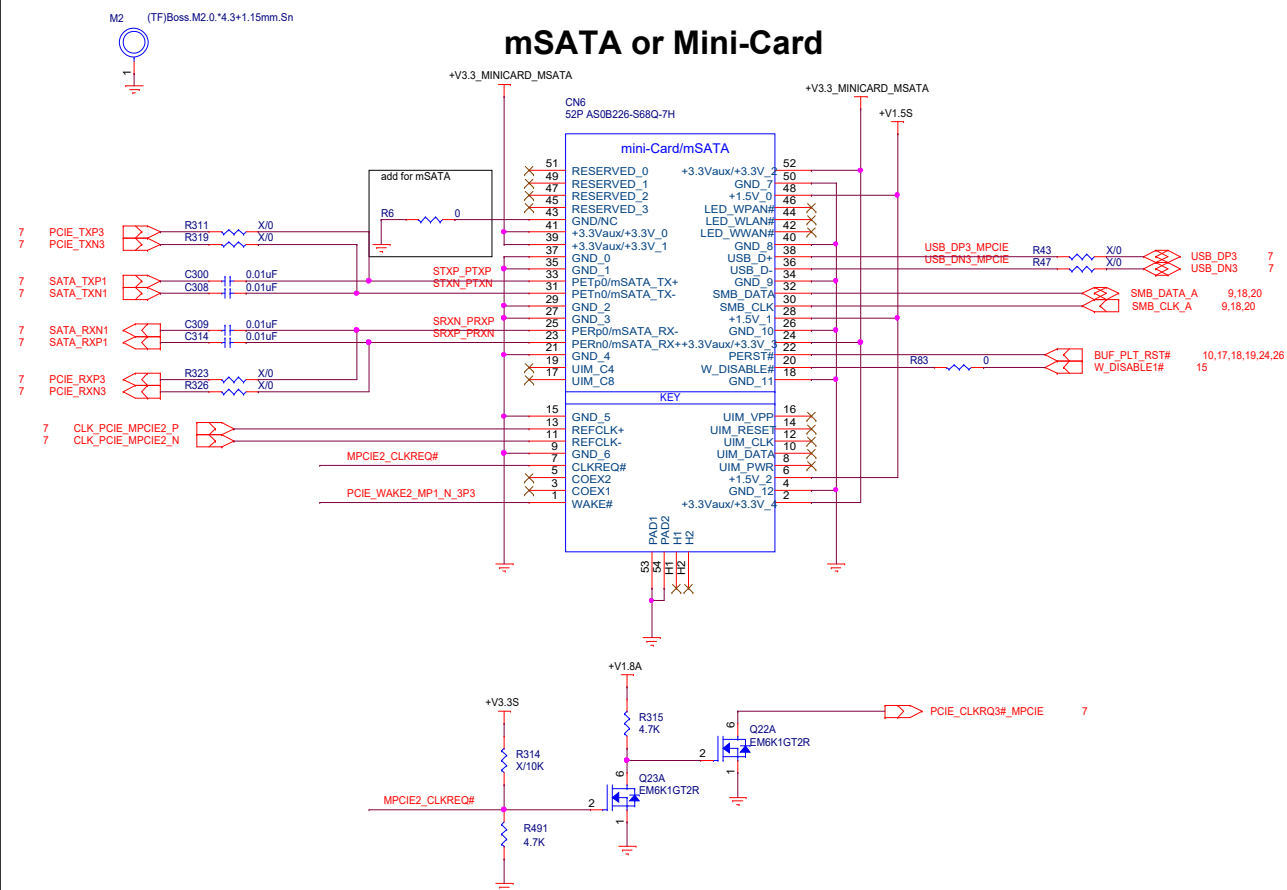 M2
(TF)Boss.M2.0.*4.3+1.15mm.Sn
1
mSATA or Mini-Card
+V3.3_MINICARD_MSATA
+V3.3_MINICARD_MSATA
+V1.5S
CN6
52P AS0B226-S68Q-7H
mini-Card/mSATA
add for mSATA
R6 0
51 RESERVED_0
49 RESERVED_1
47 RESERVED_2
45 RESERVED_3
43 GND/NC
41 +3.3Vaux/+3.3V_0
39 +3.3Vaux/+3.3V_1
37 GND_0
35 GND_1
33 PETp0/mSATA_TX+
31 PETn0/mSATA_TX-
29 GND_2
27 GND_3
25 PERp0/mSATA_RX-
23 PERn0/mSATA_RX+
21 GND_4
19 UIM_C4
17 UIM_C8
+3.3Vaux/+3.3V_2 52
GND_7 50
+1.5V_0 48
LED_WPAN# 46
LED_WLAN# 44
LED_WWAN# 42
GND_8 40
USB_D+ 38
USB_D- 36
GND_9 34
SMB_DATA 32
SMB_CLK 30
+1.5V_1 28
GND_10 26
+3.3Vaux/+3.3V_3 24
PERST# 22
W_DISABLE# 20
GND_11 18
KEY
15 GND_5
13 REFCLK+
11 REFCLK-
9 GND_6
7 CLKREQ#
5 COEX2
3 COEX1
1 WAKE#
UIM_VPP 16
UIM_RESET 14
UIM_CLK 12
UIM_DATA 10
UIM_PWR 8
+1.5V_2 6
GND_12 4
+3.3Vaux/+3.3V_4 2
PAD1
PAD2
H1
H2
53
54
H1
H2
7 PCIE_TXP3 R311 X/0
7 PCIE_TXN3 R319 X/0
7 SATA_TXP1 C300 0.01uF STXP_PTXP
7 SATA_TXN1 C308 0.01uF STXN_PTXN
7 SATA_RXN1 C309 0.01uF SRXN_PRXP
7 SATA_RXP1 C314 0.01uF SRXP_PRXN
7 PCIE_RXP3 R323 X/0
7 PCIE_RXN3 R326 X/0
7 CLK_PCIE_MPCIE2_P
7 CLK_PCIE_MPCIE2_N
MPCIE2_CLKREQ#
PCIE_WAKE2_MP1_N_3P3
USB_DP3_MPCIE R43 X/0 USB_DP3 7
USB_DN3_MPCIE R47 X/0 USB_DN3 7
SMB_DATA_A 9,18,20
SMB_CLK_A 9,18,20
BUF_PLT_RST# 10,17,18,19,24,26
R83 0 W_DISABLE1# 15
+V1.8A
+V3.3S
R315
4.7K
R314
X/10K
Q22A
EM6K1GT2R
6
2
1
PCIE_CLKRQ3#_MPCIE 7
Q23A
EM6K1GT2R
6
2
1
MPCIE2_CLKREQ#
R491
4.7K